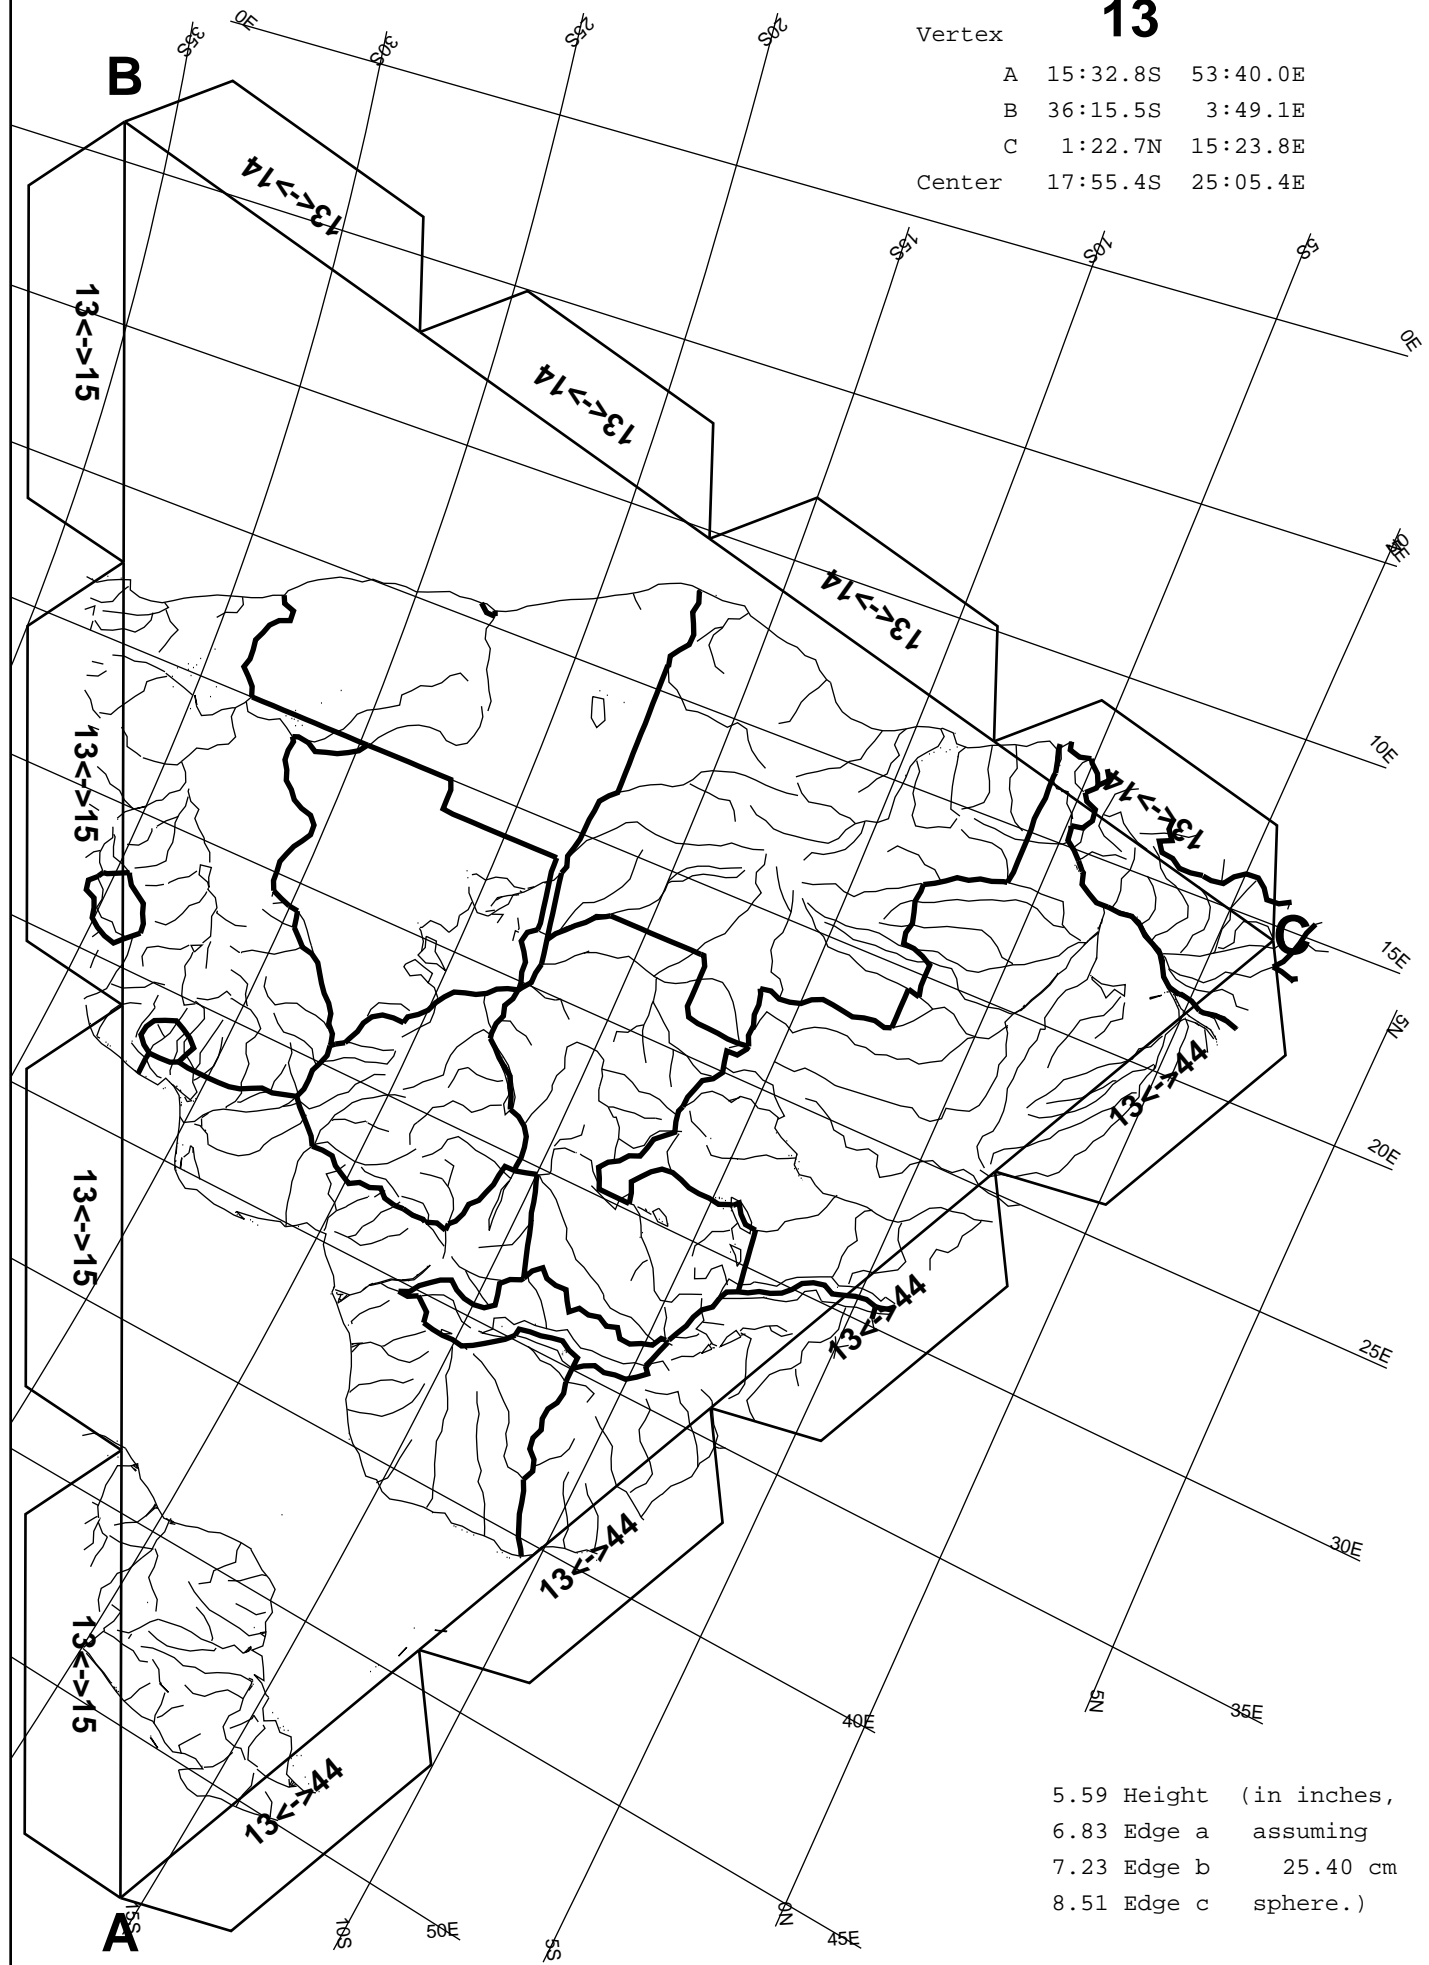 13
Vertex
A 15:32.8S 53:40.0E
B 36:15.5S 3:49.1E
C 1:22.7N 15:23.8E
Center 17:55.4S 25:05.4E
0E
35S
30S
25S
20S
B
13<->14
15S
10S
5S
13<->15
0E
13<->14
0N
5E
13<->14
10E
13<->15
13<->14
C
15E
5N
13<->44
20E
13<->15
13<->44
25E
13<->44
30E
13<->15
5N
35E
40E
13<->44
5.59 Height (in inches,
6.83 Edge a assuming
7.23 Edge b 25.40 cm
8.51 Edge c sphere.)
A
15S
10S
50E
5S
0N
45E